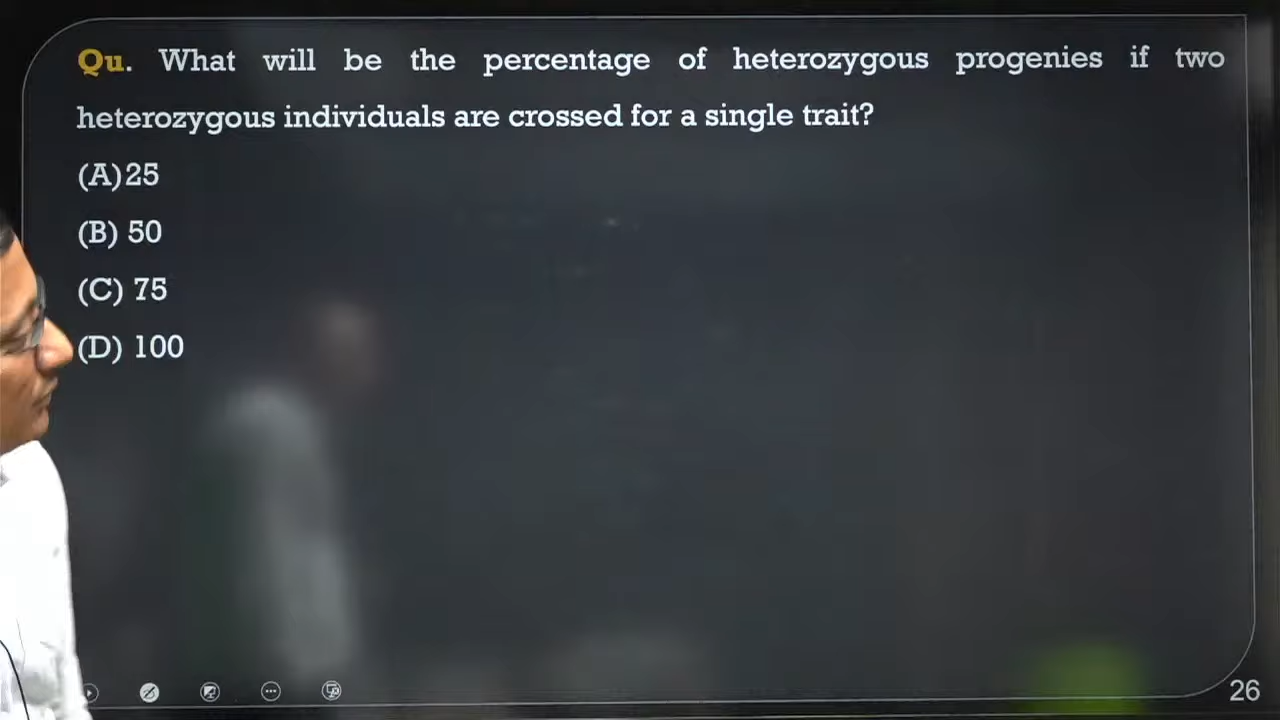 Qu. What will be the percentage of heterozygous progenies if two
heterozygous individuals are crossed for a single trait?
(A)25
(B) 50
(C) 75
(D) 100
26